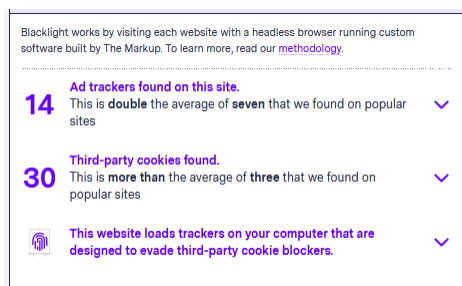 Blacklight works by visiting each website with a headless browser running custom
software built by The Markup. To learn more, read our methodology.
14
Ad trackers found on this site.
This is double the average of seven that we found on popular
sites
30
Third-party cookies found.
This is more than the average of three that we found on
popular sites
This website loads trackers on your computer that are
designed to evade third-party cookie blockers.